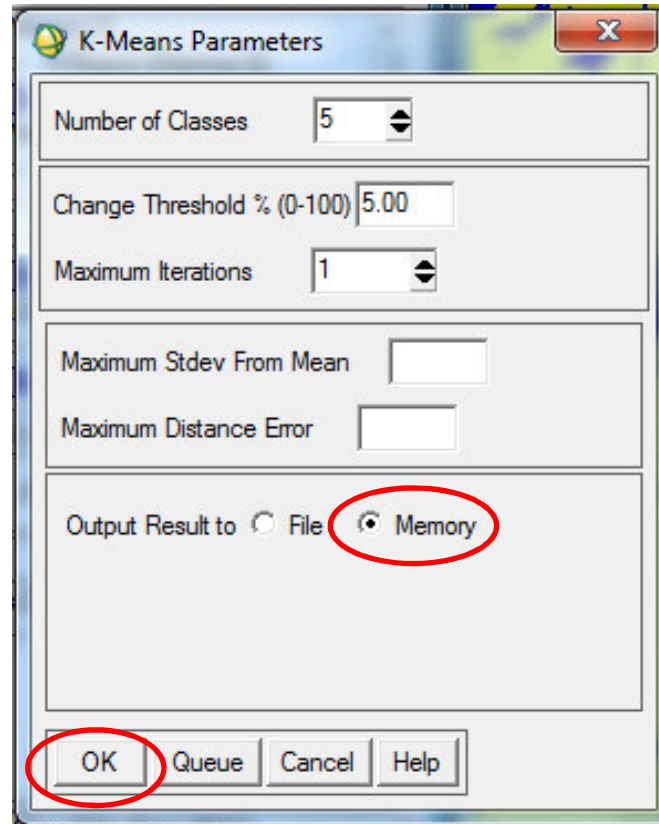 K-Means Parameters
Number of Classes 5
Change Threshold % (0-100) 5.00
Maximum Iterations 1
Maximum Stdev From Mean
Maximum Distance Error
Output Result to File Memory
OK Queue Cancel Help